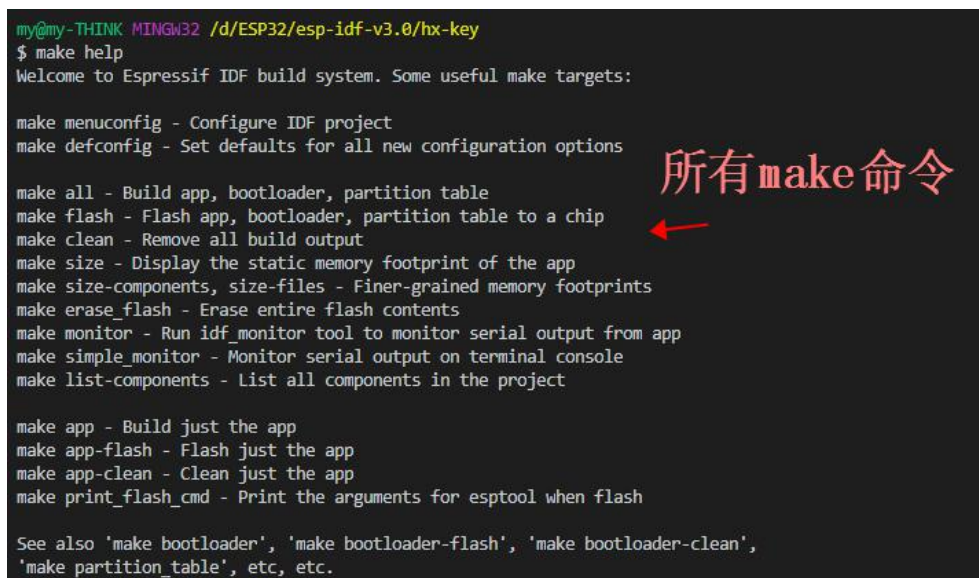 my@my-THINK MINGW32 /d/ESP32/esp-idf-v3.0/hx-key
$ make help
Welcome to Espressif IDF build system. Some useful make targets:
make menuconfig - Configure IDF project
make defconfig - Set defaults for all new configuration options
所有make命令
make all - Build app, bootloader, partition table
make flash - Flash app, bootloader, partition table to a chip
make clean - Remove all build output
make size - Display the static memory footprint of the app
make size-components, size-files - Finer-grained memory footprints
make erase_flash - Erase entire flash contents
make monitor - Run idf_monitor tool to monitor serial output from app
make simple_monitor - Monitor serial output on terminal console
make list-components - List all components in the project
make app - Build just the app
make app-flash - Flash just the app
make app-clean - Clean just the app
make print_flash_cmd - Print the arguments for esptool when flash
See also 'make bootloader', 'make bootloader-flash', 'make bootloader-clean',
'make partition_table', etc, etc.